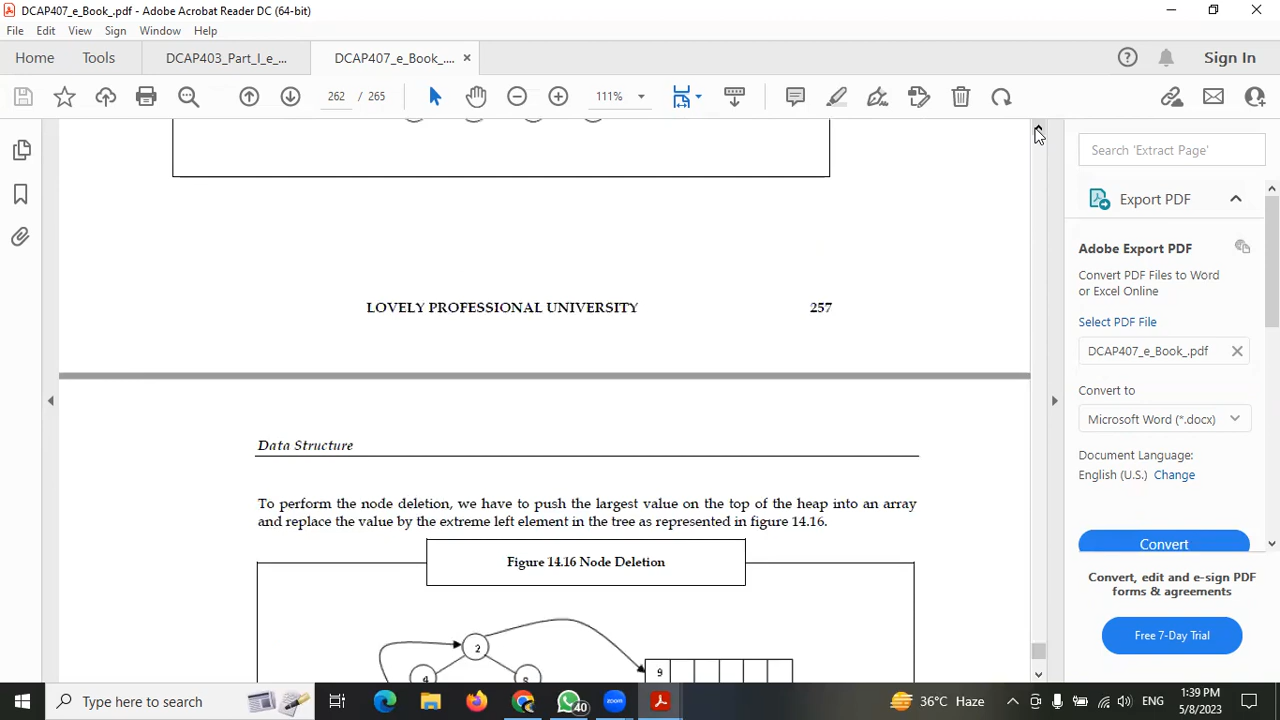 DCAP407_e_Book_.pdf - Adobe Acrobat Reader DC (64-bit)
File Edit View Sign Window Help
Home Tools DCAP403_Part_I_e_... DCAP407_e_Book_.... Sign In
262 / 265 111%
LOVELY PROFESSIONAL UNIVERSITY 257
Data Structure
To perform the node deletion, we have to push the largest value on the top of the heap into an array
and replace the value by the extreme left element in the tree as represented in figure 14.16.
Figure 14.16 Node Deletion
2
9
4
8
Search 'Extract Page'
Export PDF
Adobe Export PDF
Convert PDF Files to Word
or Excel Online
Select PDF File
DCAP407_e_Book_.pdf
Convert to
Microsoft Word (*.docx)
Document Language:
English (U.S.) Change
Convert
Convert, edit and e-sign PDF
forms & agreements
Free 7-Day Trial
Type here to search
40
zoom
36°C Haze
ENG
1:39 PM
5/8/2023